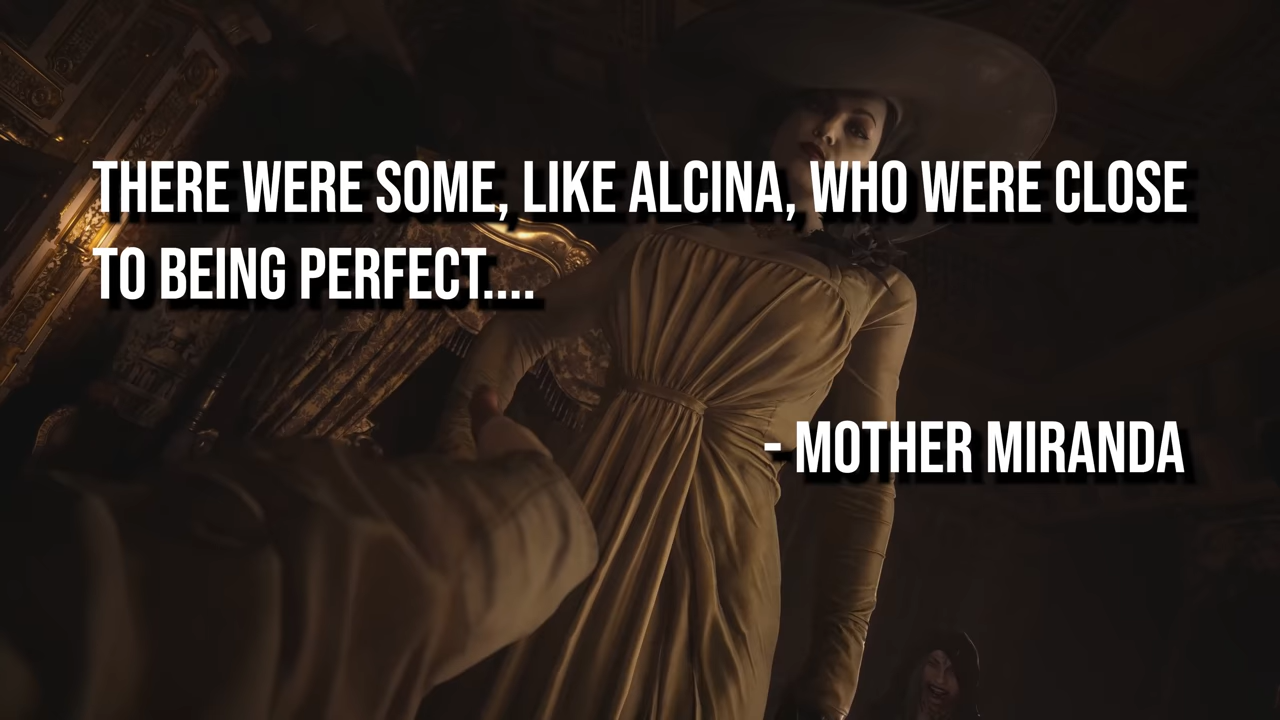 THERE WERE SOME, LIKE ALCINA, WHO WERE CLOSE
TO BEING PERFECT....
- MOTHER MIRANDA